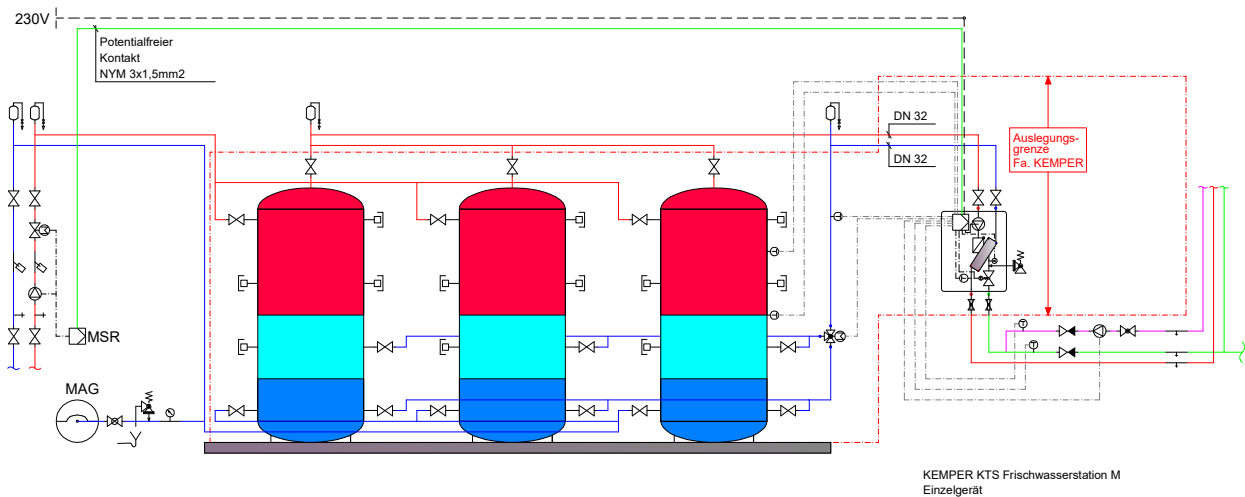 230V
Potentialfreier
Kontakt
NYM 3x1,5mm2
DN 32
DN 32
Auslegungs-
grenze
Fa. KEMPER
MSR
MAG
KEMPER KTS Frischwasserstation M
Einzelgerät